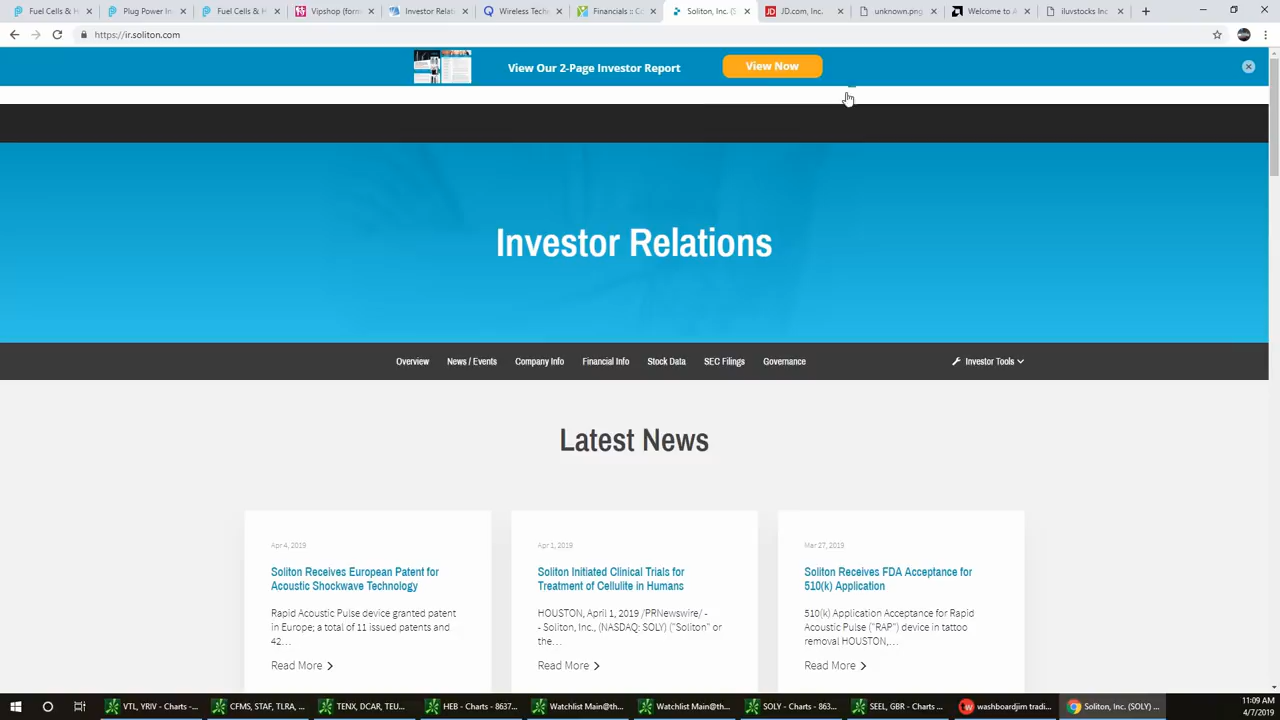 Fuel Cells & H
Plug Power In
Fuel Cells & H
Vipshop (form
Investor Relat
Wireless Tech
Financials :: Co
Soliton, Inc. (S
JD.com, Inc.
unknown.png
Welcome to A
iluvstocks Inc
https://ir.soliton.com
View Our 2-Page Investor Report
View Now
Investor Relations
Overview News / Events Company Info Financial Info Stock Data SEC Filings Governance Investor Tools
Latest News
Apr 4, 2019
Soliton Receives European Patent for
Acoustic Shockwave Technology
Rapid Acoustic Pulse device granted patent
in Europe; a total of 11 issued patents and
42…
Read More
Apr 1, 2019
Soliton Initiated Clinical Trials for
Treatment of Cellulite in Humans
HOUSTON, April 1, 2019 /PRNewswire/ -
- Soliton, Inc., (NASDAQ: SOLY) ("Soliton" or
the…
Read More
Mar 27, 2019
Soliton Receives FDA Acceptance for
510(k) Application
510(k) Application Acceptance for Rapid
Acoustic Pulse ("RAP") device in tattoo
removal HOUSTON,…
Read More
VTL, YRIV - Charts -...
CFMS, STAF, TLRA, ...
TENX, DCAR, TEU...
HEB - Charts - 8637...
Watchlist Main@th...
Watchlist Main@th...
SOLY - Charts - 863...
SEEL, GBR - Charts ...
washboardjim tradi...
Soliton, Inc. (SOLY) ...
11:09 AM
4/7/2019